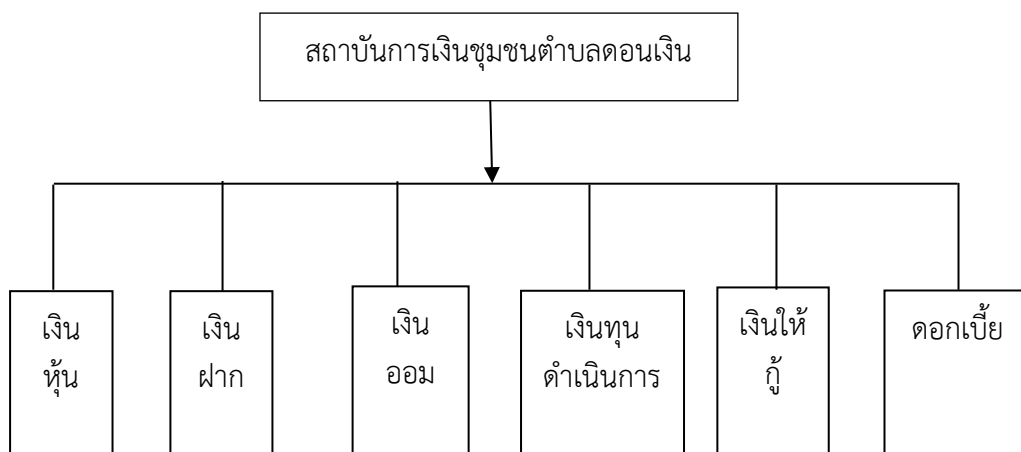 สถาบันการเงินชุมชนตำบลดอนเงิน
เงิน
หุ้น
เงิน
ฝาก
เงิน
ออม
เงินทุน
ดำเนินการ
เงินให้
กู้
ดอกเบี้ย